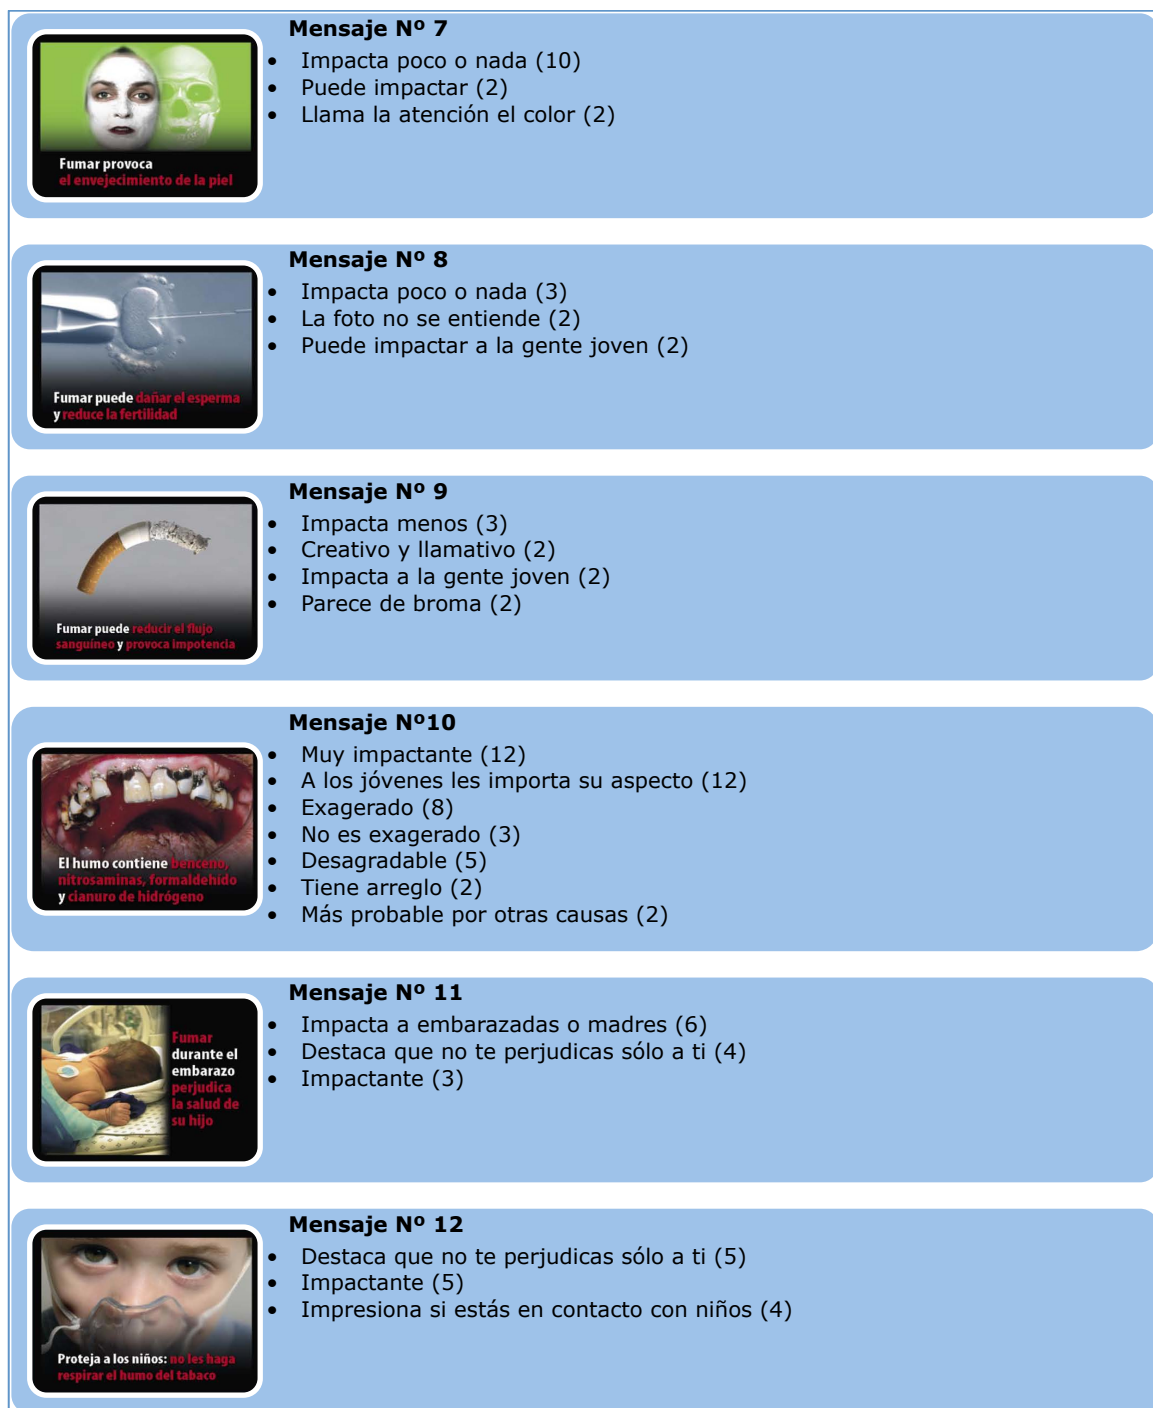 Mensaje Nº 7
• Impacta poco o nada (10)
• Puede impactar (2)
• Llama la atención el color (2)
Fumar provoca
el envejecimiento de la piel
Mensaje Nº 8
• Impacta poco o nada (3)
• La foto no se entiende (2)
• Puede impactar a la gente joven (2)
Fumar puede dañar el esperma
y reduce la fertilidad
Mensaje Nº 9
• Impacta menos (3)
• Creativo y llamativo (2)
• Impacta a la gente joven (2)
• Parece de broma (2)
Fumar puede reducir el flujo
sanguíneo y provoca impotencia
Mensaje Nº10
• Muy impactante (12)
• A los jóvenes les importa su aspecto (12)
• Exagerado (8)
• No es exagerado (3)
• Desagradable (5)
• Tiene arreglo (2)
• Más probable por otras causas (2)
El humo contiene benceno,
nitrosaminas, formaldehído
y cianuro de hidrógeno
Mensaje Nº 11
• Impacta a embarazadas o madres (6)
• Destaca que no te perjudicas sólo a ti (4)
• Impactante (3)
Fumar
durante el
embarazo
perjudica
la salud de
su hijo
Mensaje Nº 12
• Destaca que no te perjudicas sólo a ti (5)
• Impactante (5)
• Impresiona si estás en contacto con niños (4)
Proteja a los niños: no les haga
respirar el humo del tabaco